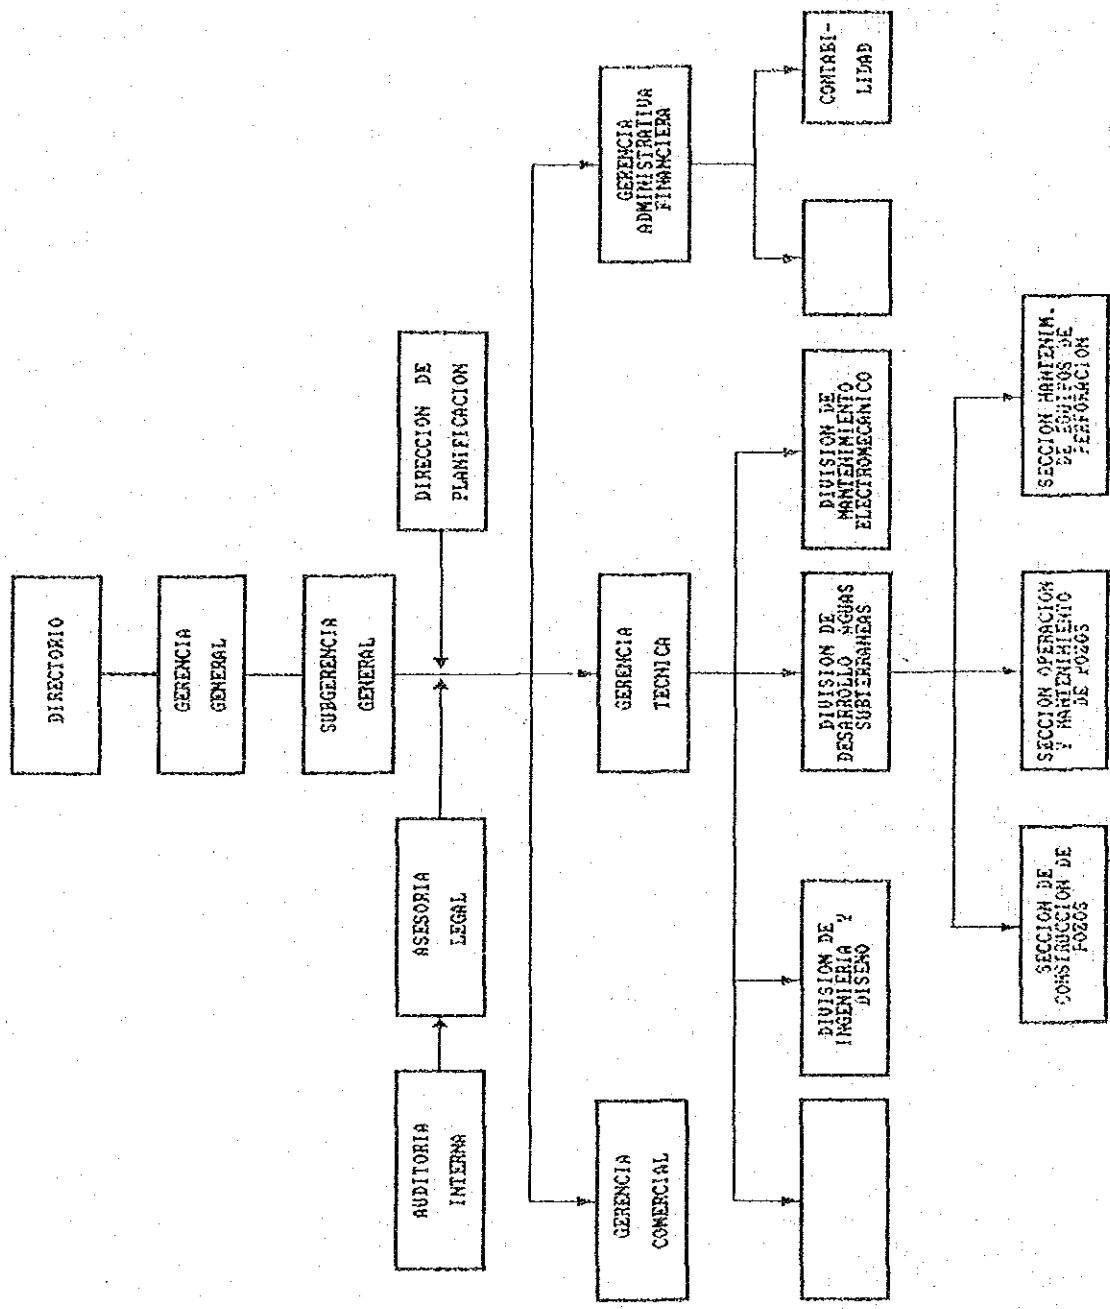 DIRECTORIO
GERENCIA
GENERAL
SUBGERENCIA
GENERAL
AUDITORIA
INTERNA
ASESORIA
LEGAL
DIRECCION DE
PLANIFICACION
GERENCIA
COMERCIAL
GERENCIA
TECNICA
GERENCIA
ADMINISTRATIVA
FINANCIERA
DIVISION DE
INGENIERIA Y
DISENO
DIVISION DE
DESARROLLO AGUAS
SUBTERRANEAS
DIVISION DE
MANTENIMIENTO
ELECTROMECANICO
CONTABI-
LIDAD
SECCION DE
CONSTRUCCION DE
POZOS
SECCION OPERACION
Y MANTENIMIENTO
DE POZOS
SECCION MANTENIM.
DE EQUIPOS DE
PERFORACION